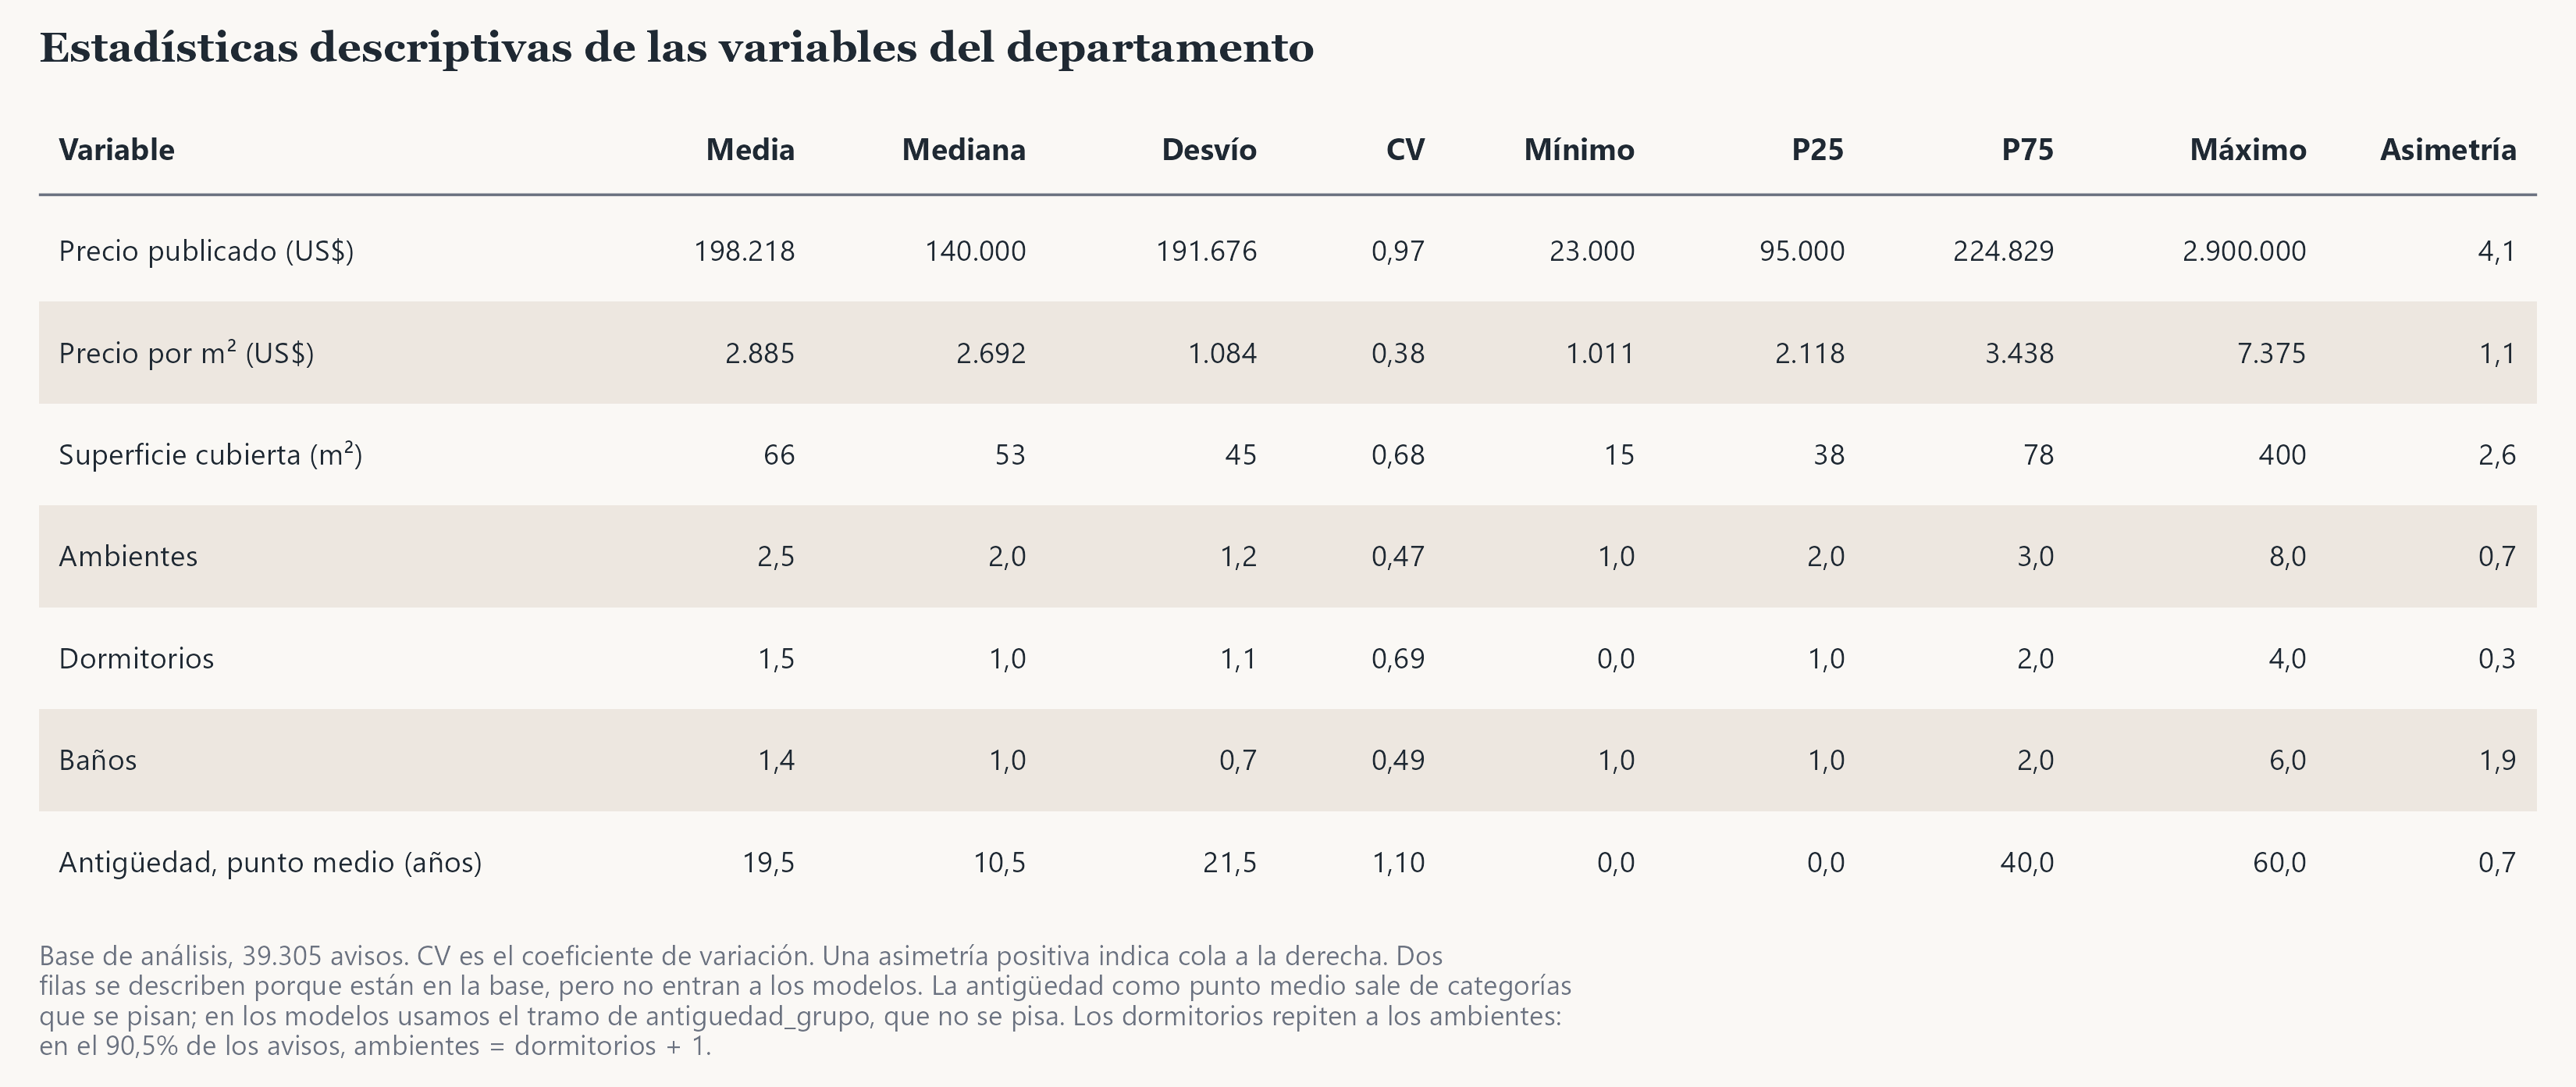 Estadísticas descriptivas de las variables del departamento
Variable Media Mediana Desvío CV Mínimo P25 P75 Máximo Asimetría
Precio publicado (US$) 198.218 140.000 191.676 0,97 23.000 95.000 224.829 2.900.000 4,1
Precio por m² (US$) 2.885 2.692 1.084 0,38 1.011 2.118 3.438 7.375 1,1
Superficie cubierta (m²) 66 53 45 0,68 15 38 78 400 2,6
Ambientes 2,5 2,0 1,2 0,47 1,0 2,0 3,0 8,0 0,7
Dormitorios 1,5 1,0 1,1 0,69 0,0 1,0 2,0 4,0 0,3
Baños 1,4 1,0 0,7 0,49 1,0 1,0 2,0 6,0 1,9
Antigüedad, punto medio (años) 19,5 10,5 21,5 1,10 0,0 0,0 40,0 60,0 0,7
Base de análisis, 39.305 avisos. CV es el coeficiente de variación. Una asimetría positiva indica cola a la derecha. Dos
filas se describen porque están en la base, pero no entran a los modelos. La antigüedad como punto medio sale de categorías
que se pisan; en los modelos usamos el tramo de antiguedad_grupo, que no se pisa. Los dormitorios repiten a los ambientes:
en el 90,5% de los avisos, ambientes = dormitorios + 1.